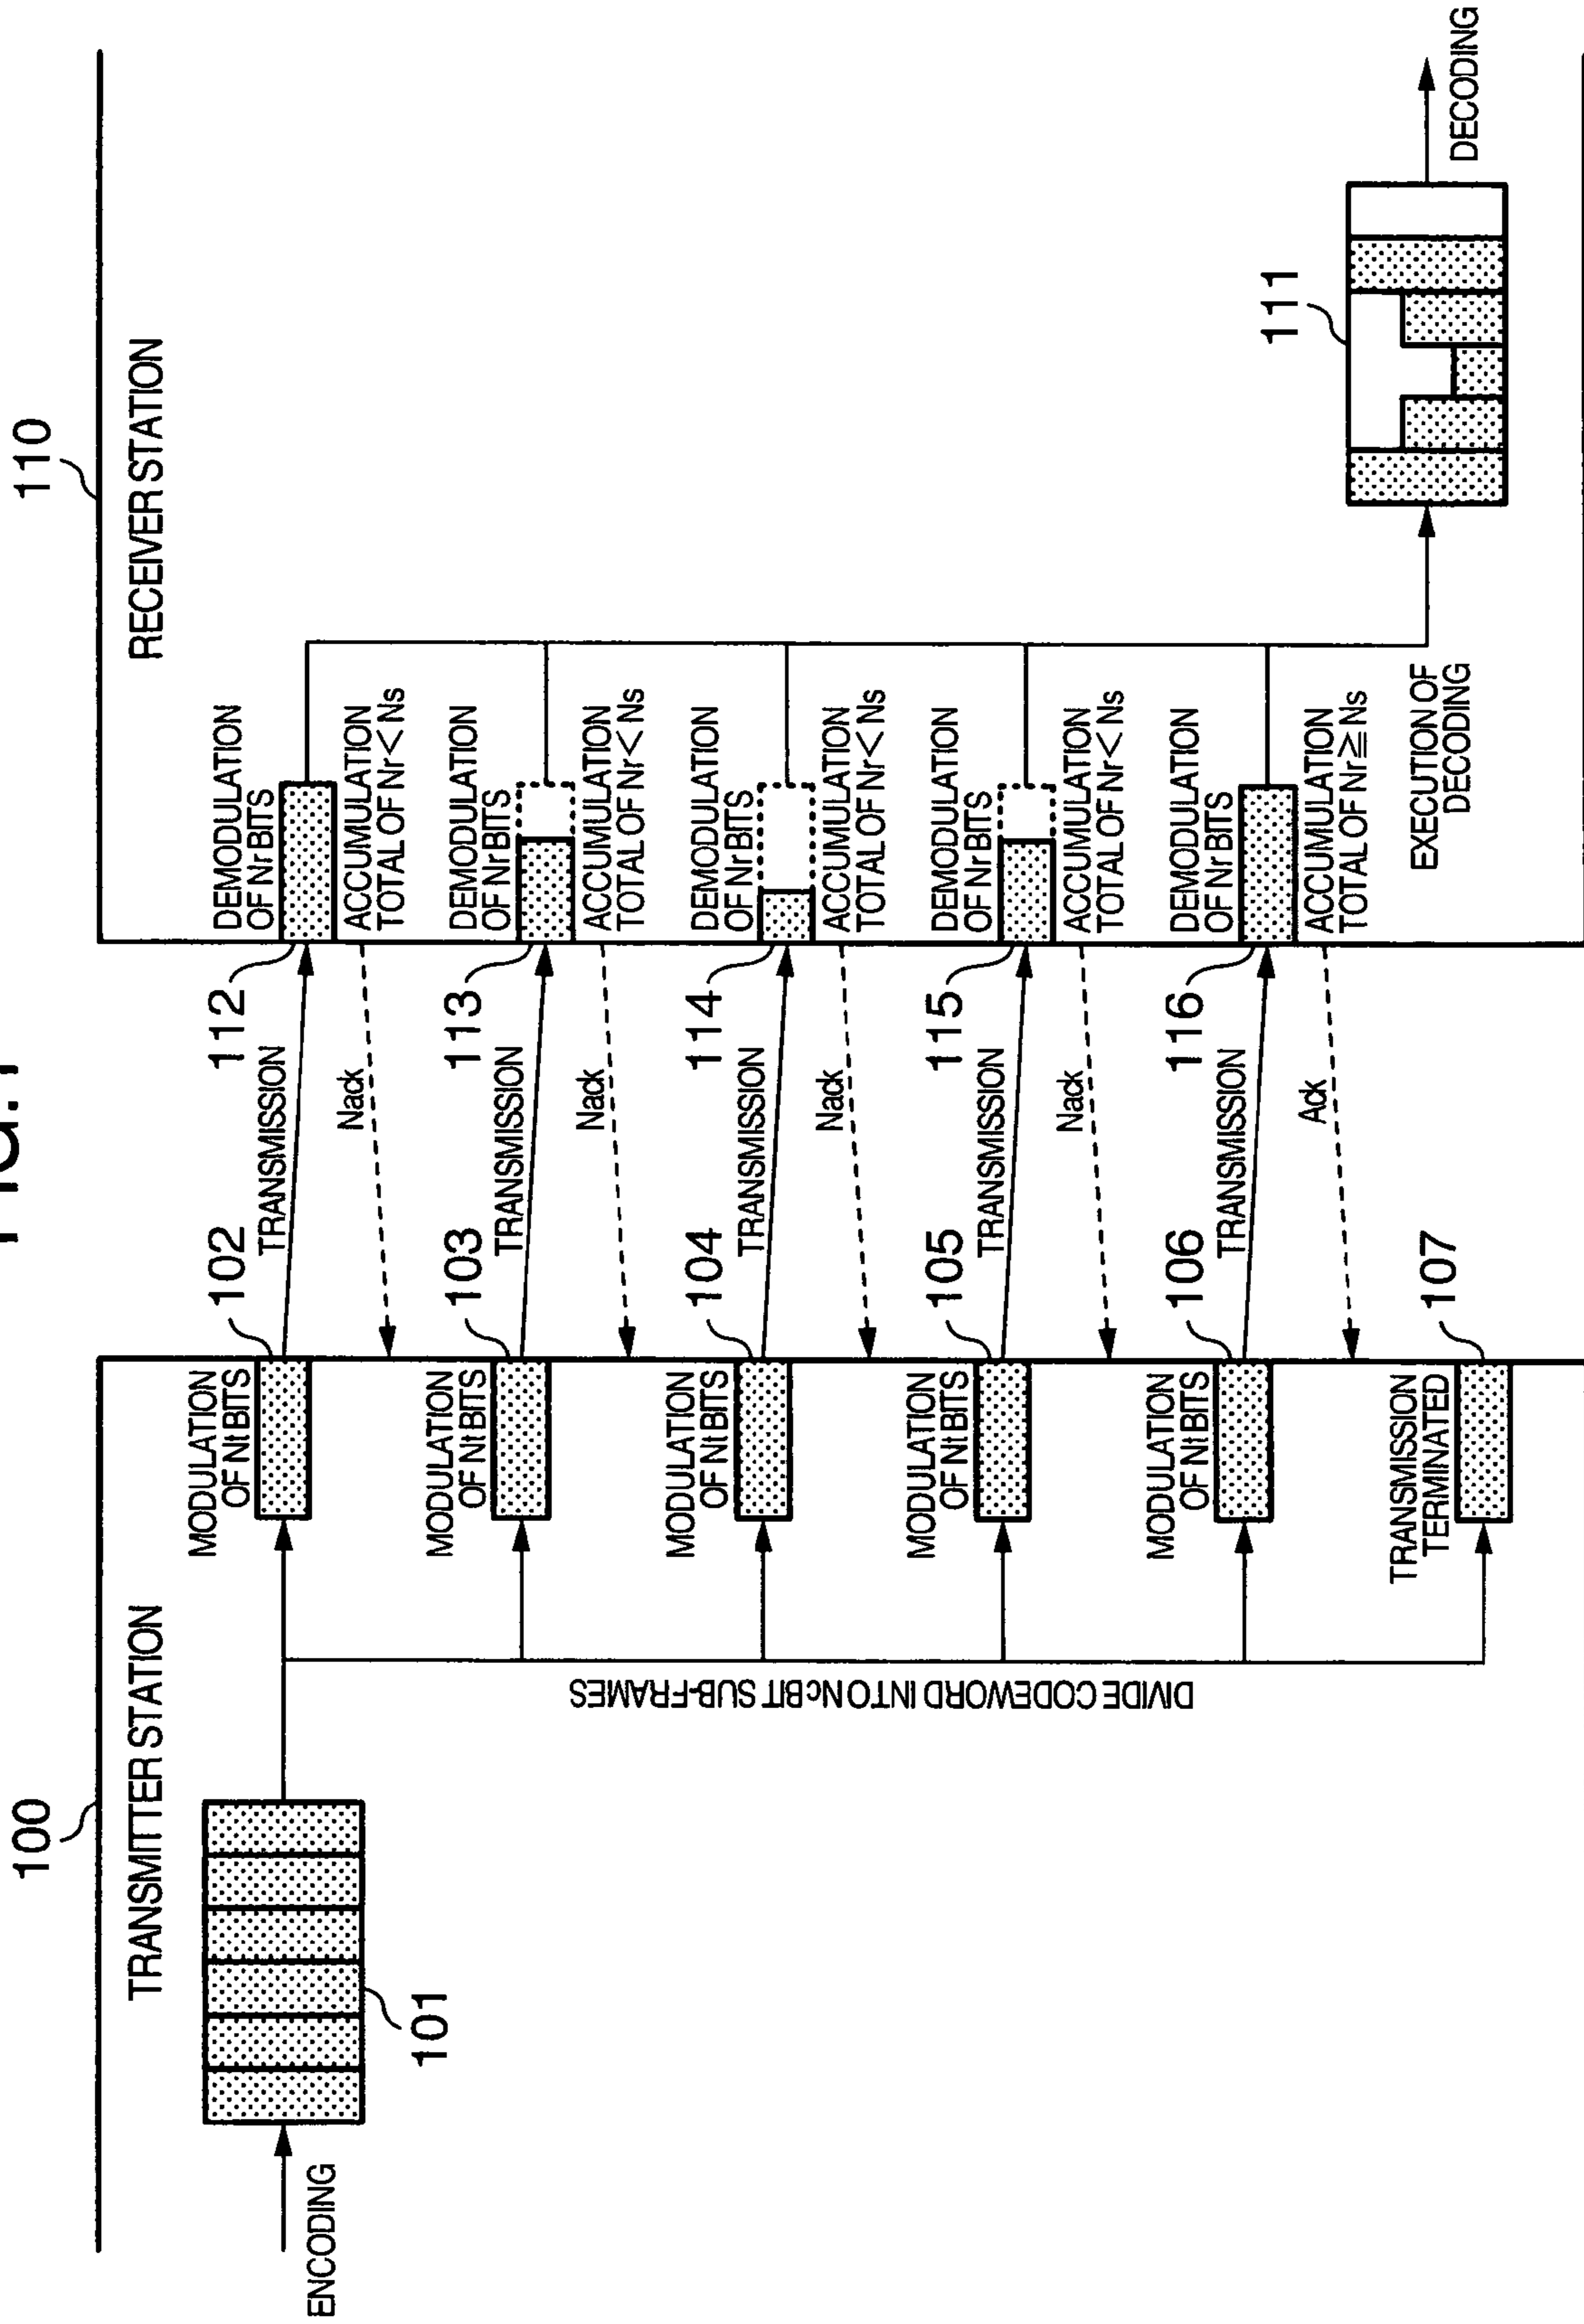 FIG. 1
100
TRANSMITTER STATION
ENCODING
101
DIVIDE CODEWORD INTO Nc BIT SUB-FRAMES
MODULATION
OF Nt BITS
102
MODULATION
OF Nt BITS
103
MODULATION
OF Nt BITS
104
MODULATION
OF Nt BITS
105
MODULATION
OF Nt BITS
106
TRANSMISSION
TERMINATED
107
TRANSMISSION
Nack
TRANSMISSION
Nack
TRANSMISSION
Nack
TRANSMISSION
Nack
TRANSMISSION
Ack
110
RECEIVER STATION
112
DEMODULATION
OF Nr BITS
ACCUMULATION
TOTAL OF Nr < Ns
113
DEMODULATION
OF Nr BITS
ACCUMULATION
TOTAL OF Nr < Ns
114
DEMODULATION
OF Nr BITS
ACCUMULATION
TOTAL OF Nr < Ns
115
DEMODULATION
OF Nr BITS
ACCUMULATION
TOTAL OF Nr < Ns
116
DEMODULATION
OF Nr BITS
ACCUMULATION
TOTAL OF Nr ≧ Ns
EXECUTION OF
DECODING
111
DECODING